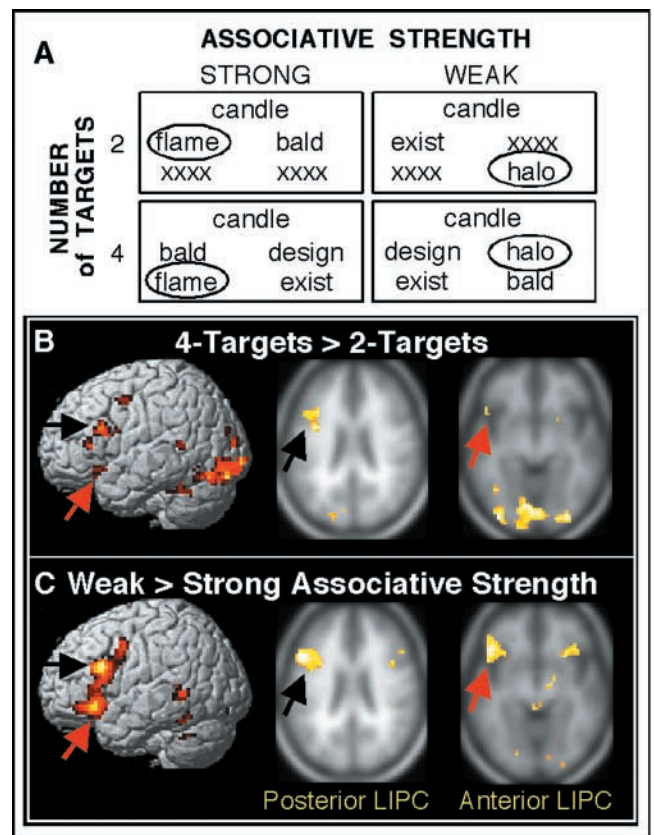 A
ASSOCIATIVE STRENGTH
STRONG WEAK
NUMBER
of TARGETS
2
candle
flame bald
xxxx xxxx
candle
exist xxxx
xxxx halo
4
candle
bald design
flame exist
candle
design halo
exist bald
B 4-Targets > 2-Targets
C Weak > Strong Associative Strength
Posterior LIPC Anterior LIPC